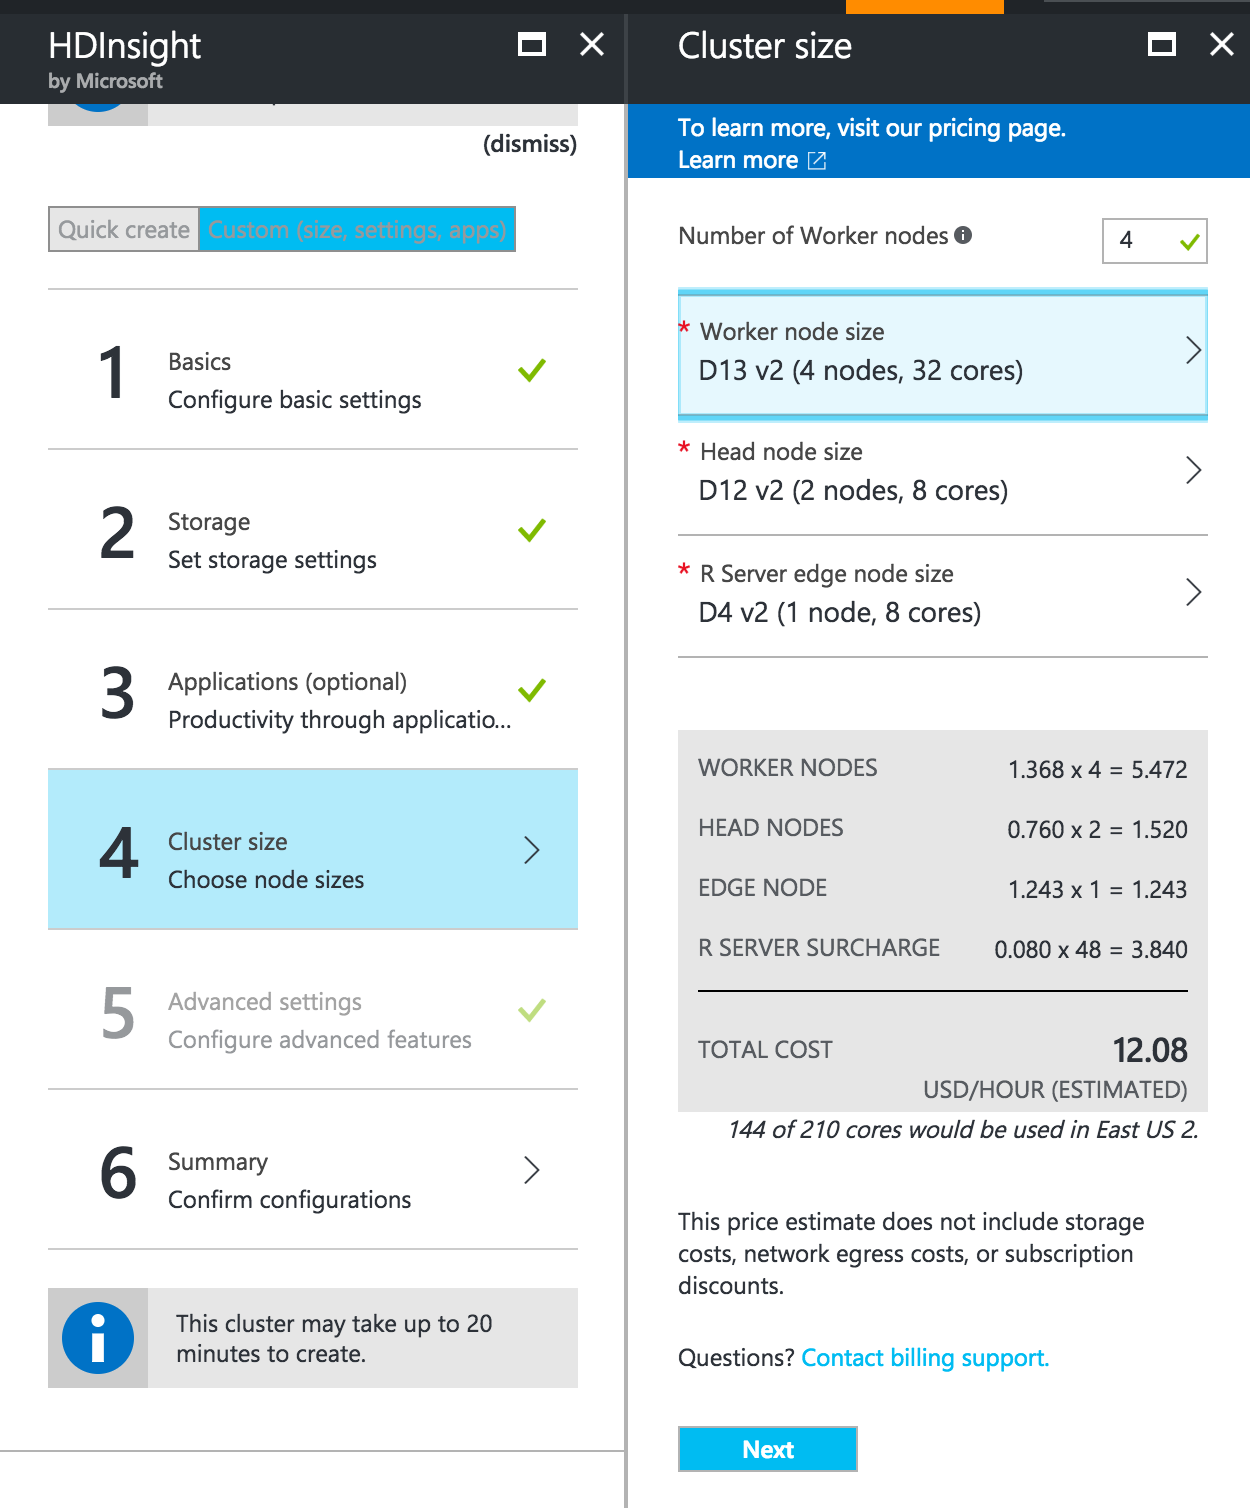 HDInsight
by Microsoft
(dismiss)
Quick create
Custom (size, settings, apps)
1
Basics
Configure basic settings
2
Storage
Set storage settings
3
Applications (optional)
Productivity through applicatio...
4
Cluster size
Choose node sizes
5
Advanced settings
Configure advanced features
6
Summary
Confirm configurations
This cluster may take up to 20
minutes to create.
Cluster size
To learn more, visit our pricing page.
Learn more
Number of Worker nodes
4
* Worker node size
D13 v2 (4 nodes, 32 cores)
* Head node size
D12 v2 (2 nodes, 8 cores)
* R Server edge node size
D4 v2 (1 node, 8 cores)
WORKER NODES 1.368 x 4 = 5.472
HEAD NODES 0.760 x 2 = 1.520
EDGE NODE 1.243 x 1 = 1.243
R SERVER SURCHARGE 0.080 x 48 = 3.840
TOTAL COST 12.08
USD/HOUR (ESTIMATED)
144 of 210 cores would be used in East US 2.
This price estimate does not include storage
costs, network egress costs, or subscription
discounts.
Questions? Contact billing support.
Next